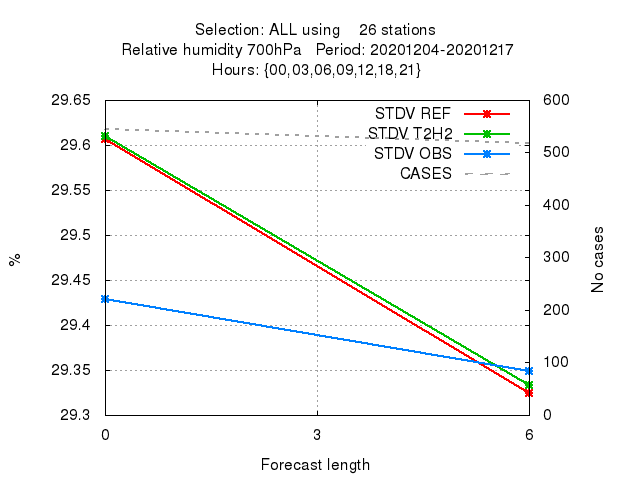 Selection: ALL using    26 stations
Relative humidity 700hPa   Period: 20201204-20201217
Hours: {00,03,06,09,12,18,21}
29.65
29.6
29.55
29.5
29.45
29.4
29.35
29.3
%
STDV REF
STDV T2H2
STDV OBS
CASES
600
500
400
300
200
100
0
No cases
0
3
6
Forecast length